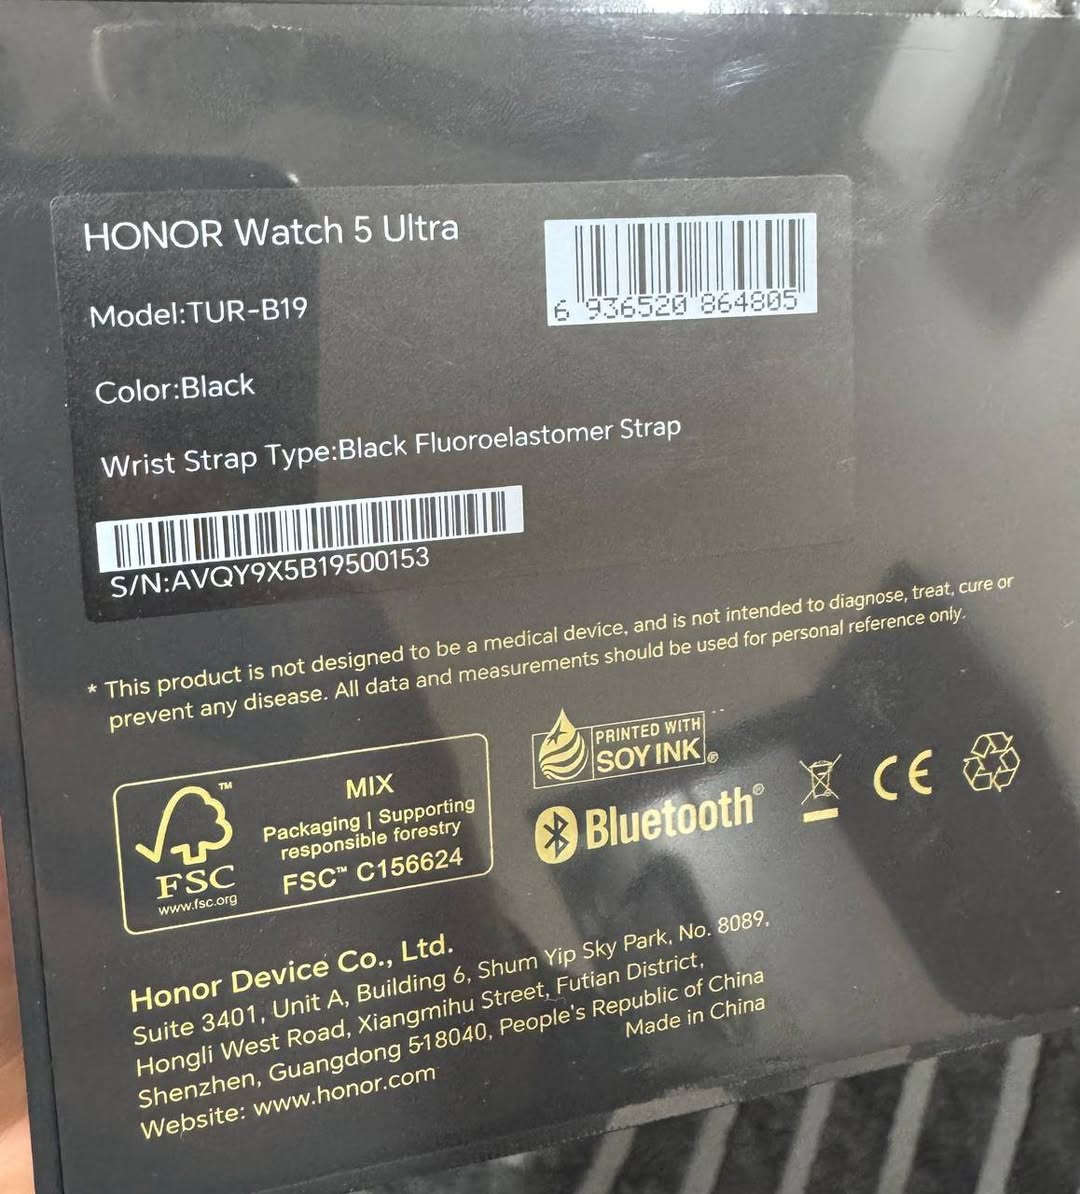 HONOR Watch 5 Ultra
6 936520 864805
Model:TUR-B19
Color:Black
Wrist Strap Type:Black Fluoroelastomer Strap
S/N:AVQY9X5B19500153
* This product is not designed to be a medical device, and is not intended to diagnose, treat, cure or
prevent any disease. All data and measurements should be used for personal reference only.
FSC
www.fsc.org
MIX
Packaging | Supporting
responsible forestry
FSC™ C156624
PRINTED WITH
SOY INK®
Bluetooth®
CE
Honor Device Co., Ltd.
Suite 3401, Unit A, Building 6, Shum Yip Sky Park, No. 8089,
Hongli West Road, Xiangmihu Street, Futian District,
Shenzhen, Guangdong 518040, People's Republic of China
Website: www.honor.com
Made in China